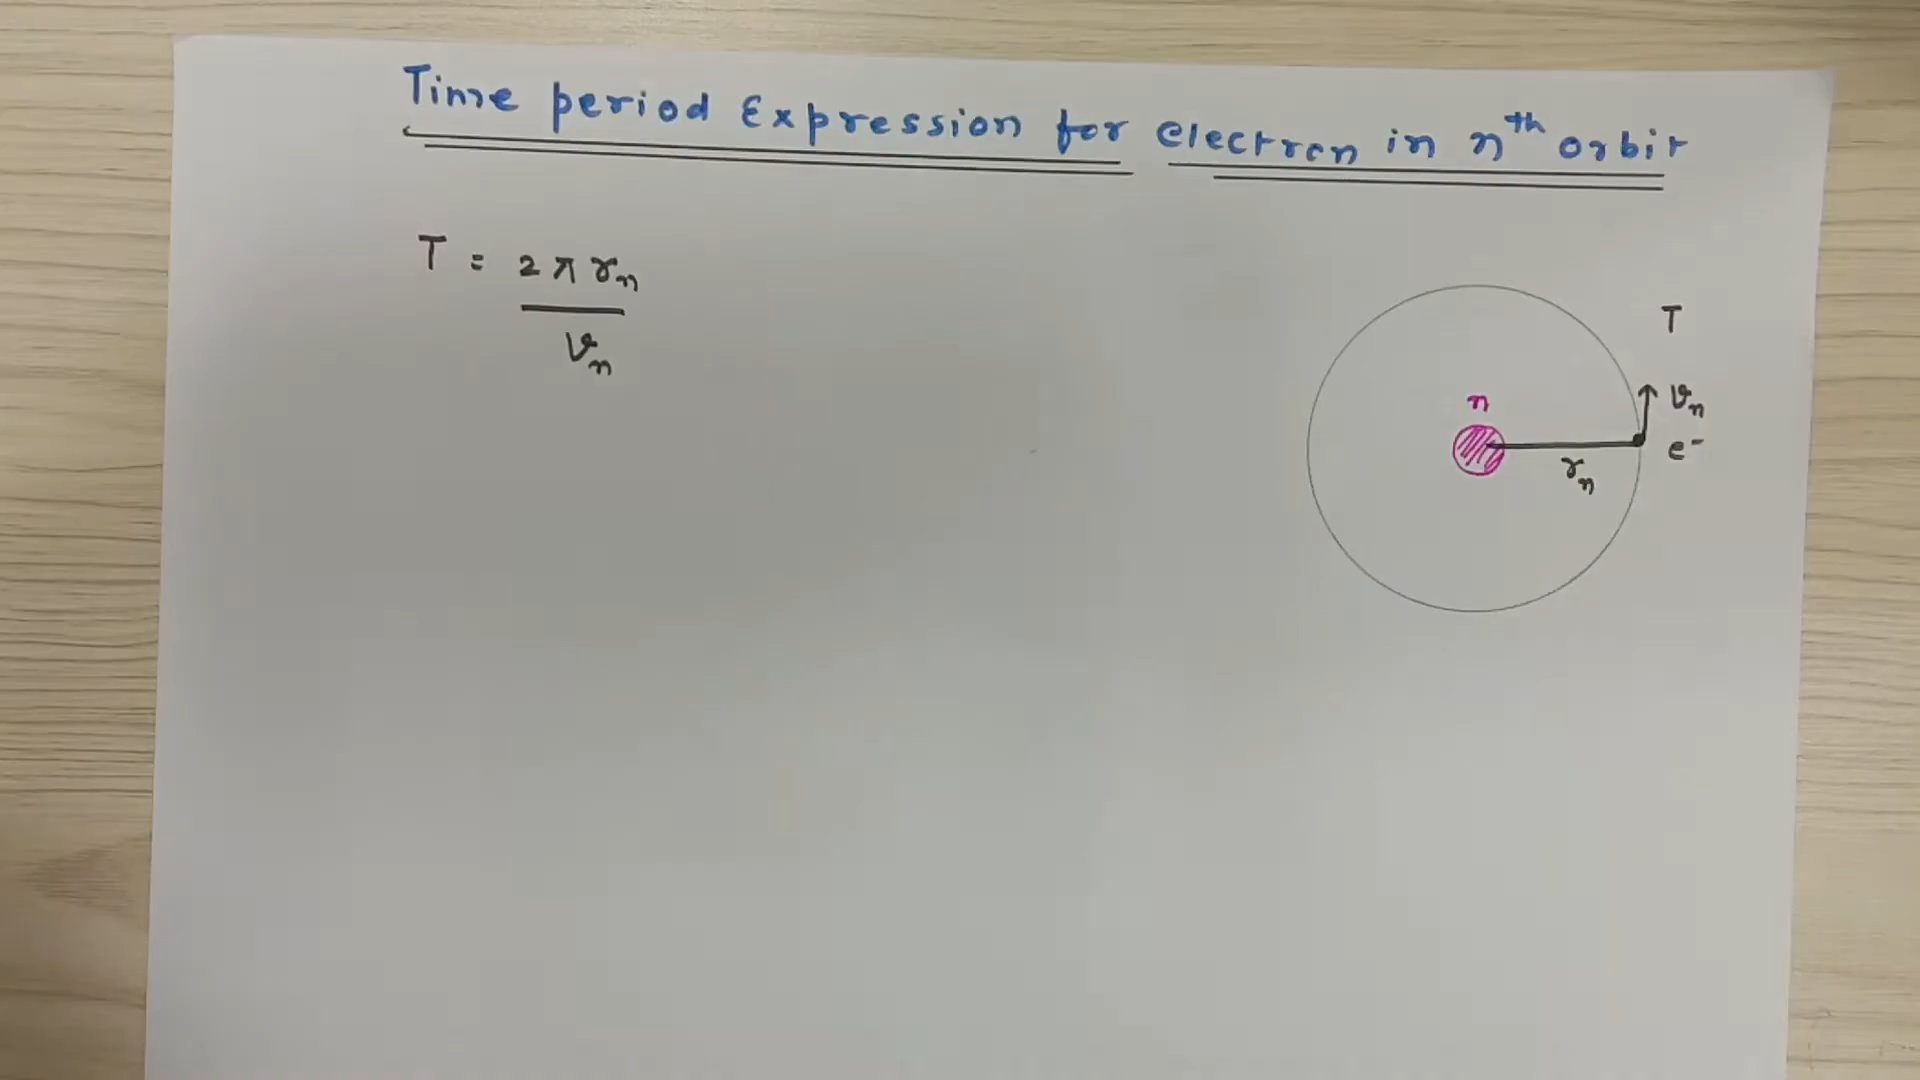 Time period Expression for electron in nᵗʰ orbit
T = 2πrₙ
vₙ
T
n
vₙ
e⁻
rₙ